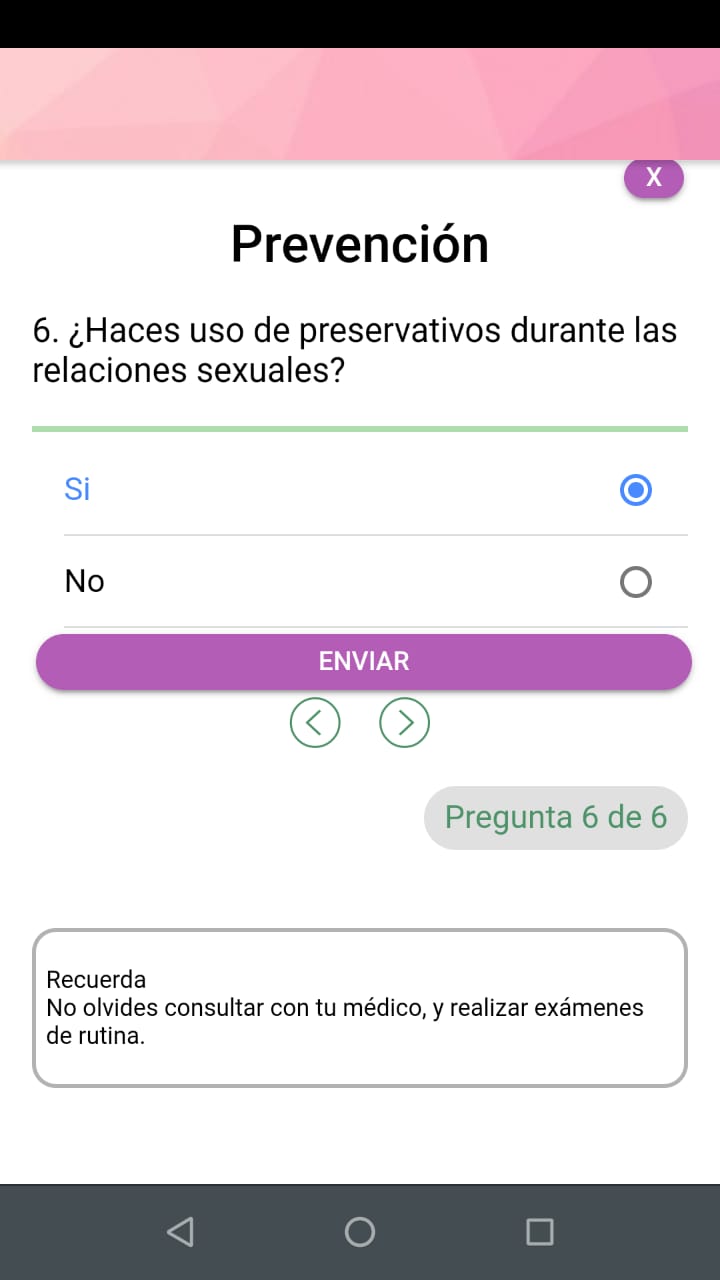 X
Prevención
6. ¿Haces uso de preservativos durante las
relaciones sexuales?
Si
No
ENVIAR
Pregunta 6 de 6
Recuerda
No olvides consultar con tu médico, y realizar exámenes
de rutina.